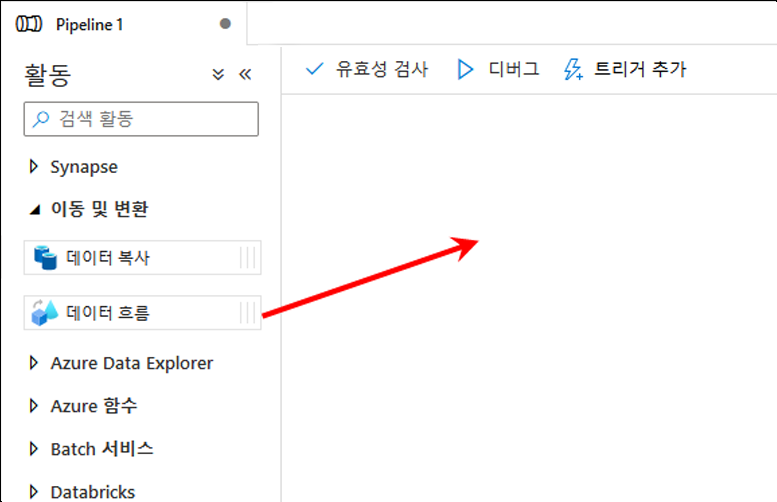 Pipeline 1
활동
유효성 검사
디버그
트리거 추가
검색 활동
Synapse
이동 및 변환
데이터 복사
데이터 흐름
Azure Data Explorer
Azure 함수
Batch 서비스
Databricks